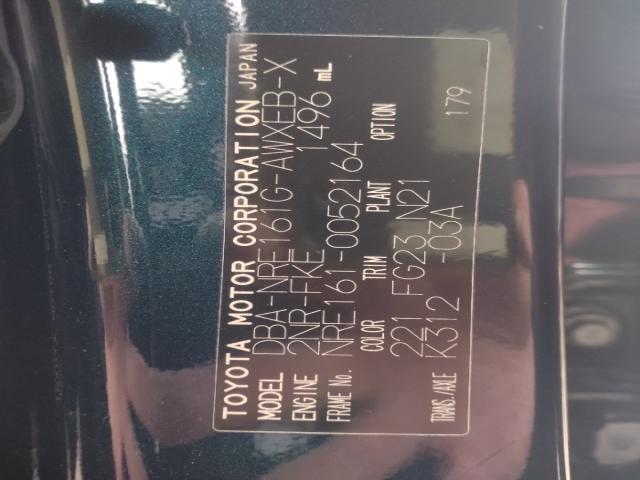 TOYOTA MOTOR CORPORATION JAPAN
MODEL DBA-NRE161G-AWXEB-X
ENGINE 2NR-FKE 1496 mL
FRAME No. NRE161-0052164
COLOR TRIM PLANT OPTION
221 FG23 N21
TRANS./AXLE K312 -03A 179